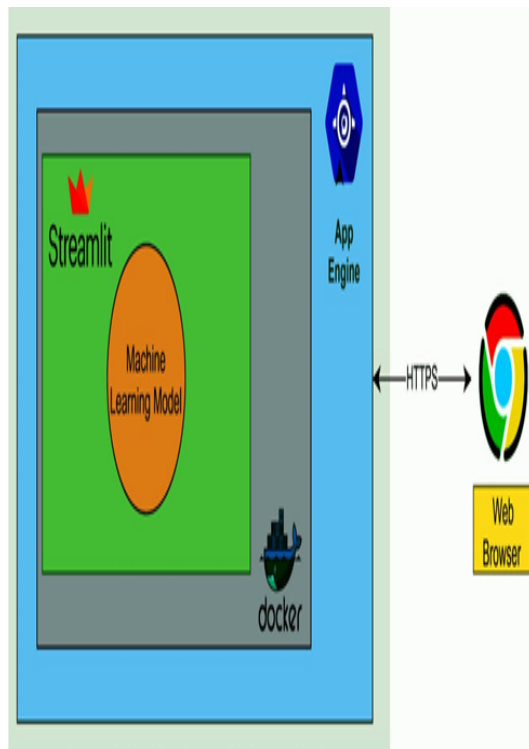 Streamlit
Machine
Learning Model
docker
App
Engine
HTTPS
Web
Browser